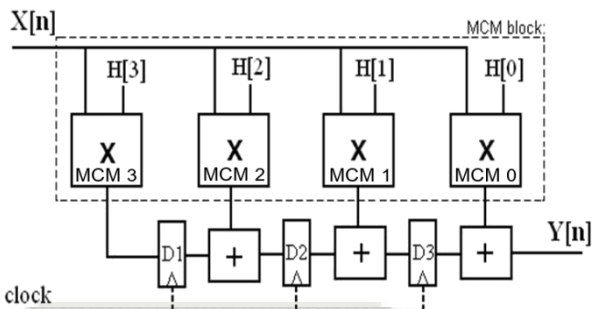 X[n]
MCM block:
H[3] H[2] H[1] H[0]
X X X X
MCM 3 MCM 2 MCM 1 MCM 0
Y[n]
D1 + D2 + D3 +
clock